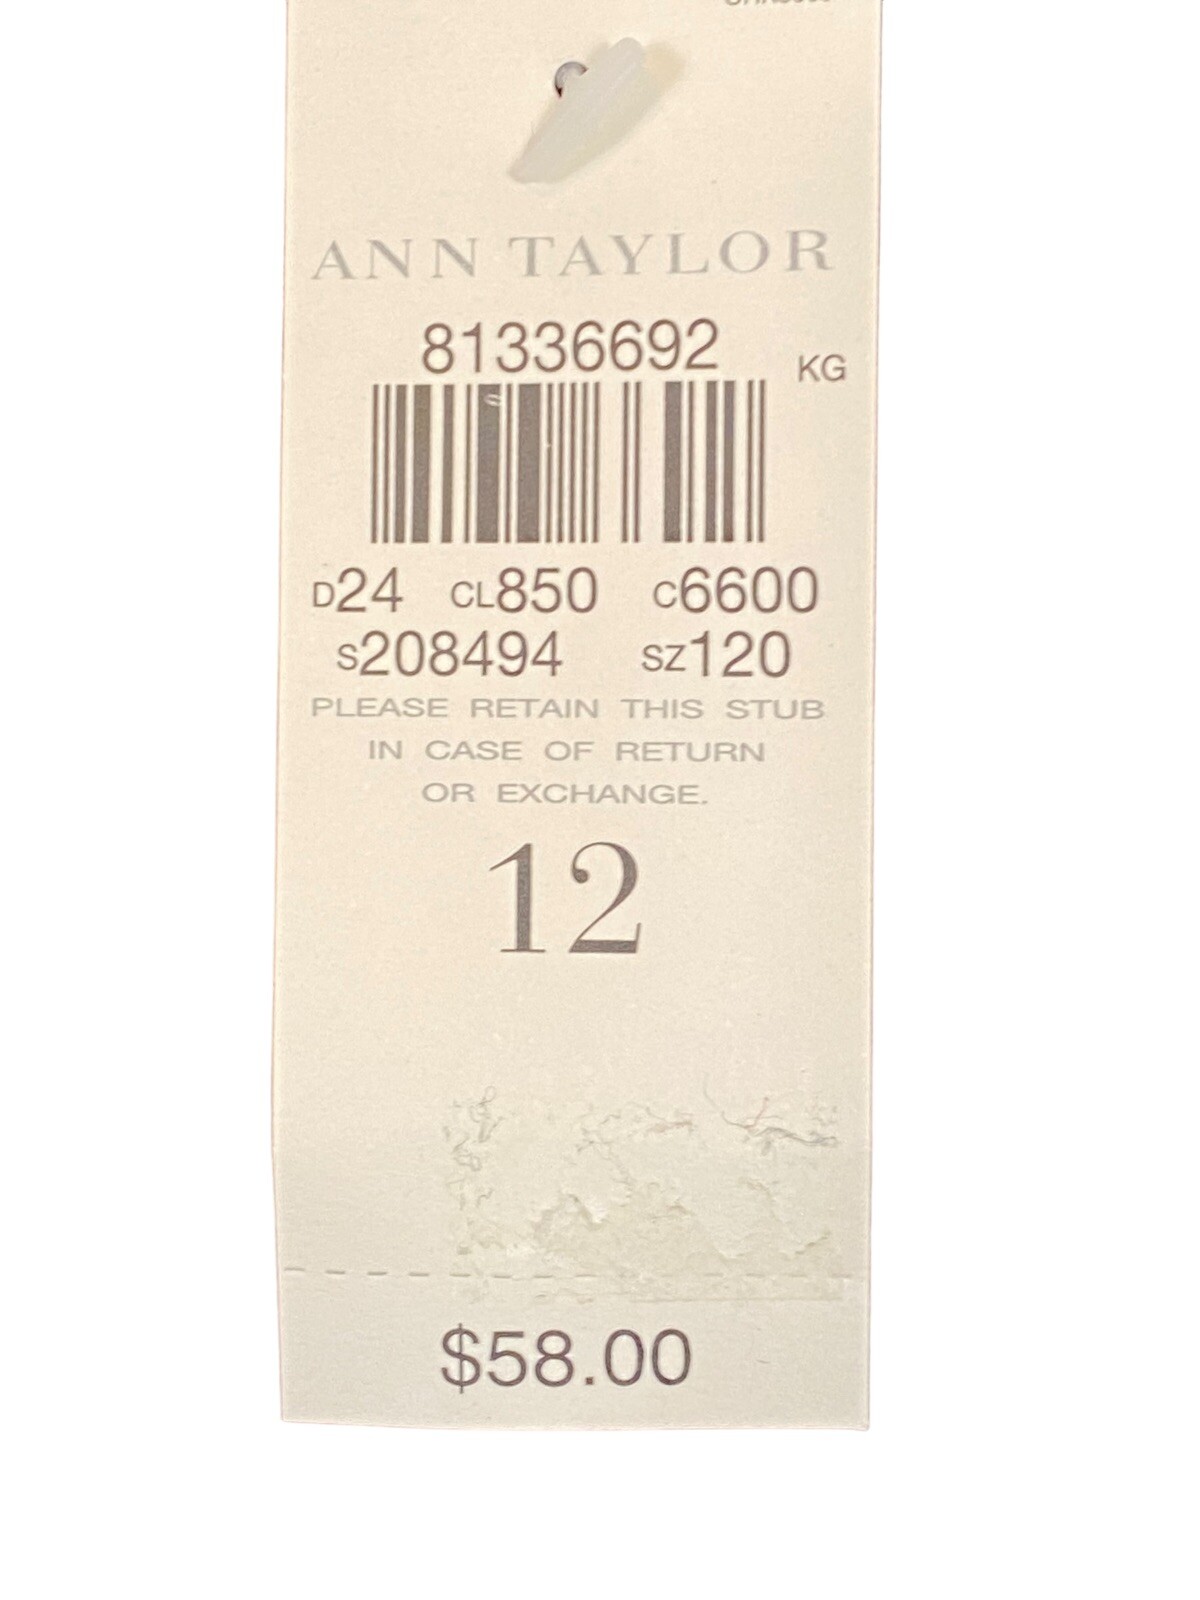 ANN TAYLOR
81336692
KG
D24 CL850 C6600
S208494 SZ120
PLEASE RETAIN THIS STUB
IN CASE OF RETURN
OR EXCHANGE.
12
$58.00